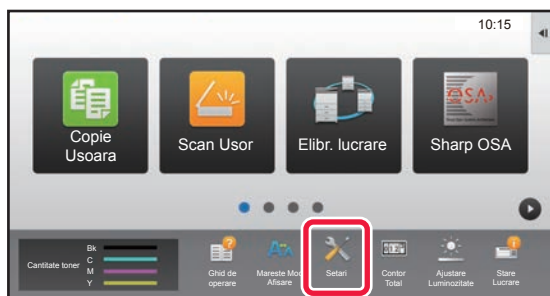 10:15
Copie
Usoara
Scan Usor
Elibr. lucrare
Sharp OSA
Cantitate toner
Bk
C
M
Y
Ghid de
operare
Mareste Mod
Afisare
Setari
Contor
Total
Ajustare
Luminozitate
Stare
Lucrare